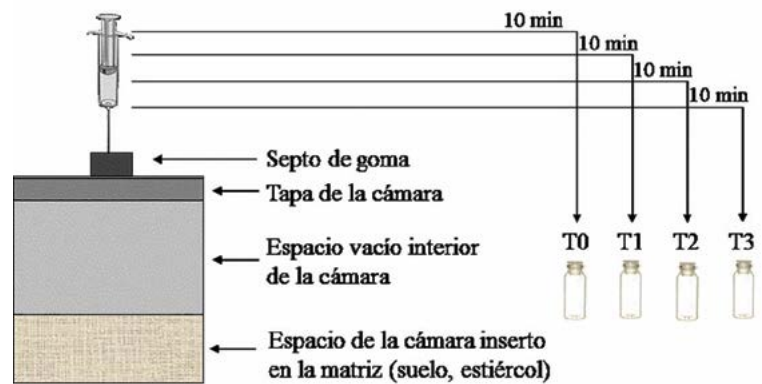 10 min
10 min
10 min
10 min
Septo de goma
Tapa de la cámara
Espacio vacío interior
de la cámara
T0 T1 T2 T3
Espacio de la cámara inserto
en la matriz (suelo, estiércol)